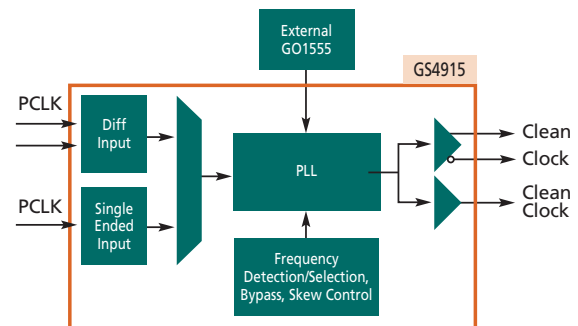 External
GO1555
GS4915
PCLK
Diff
Input
PLL
Clean
Clock
PCLK
Single
Ended
Input
Clean
Clock
Frequency
Detection/Selection,
Bypass, Skew Control